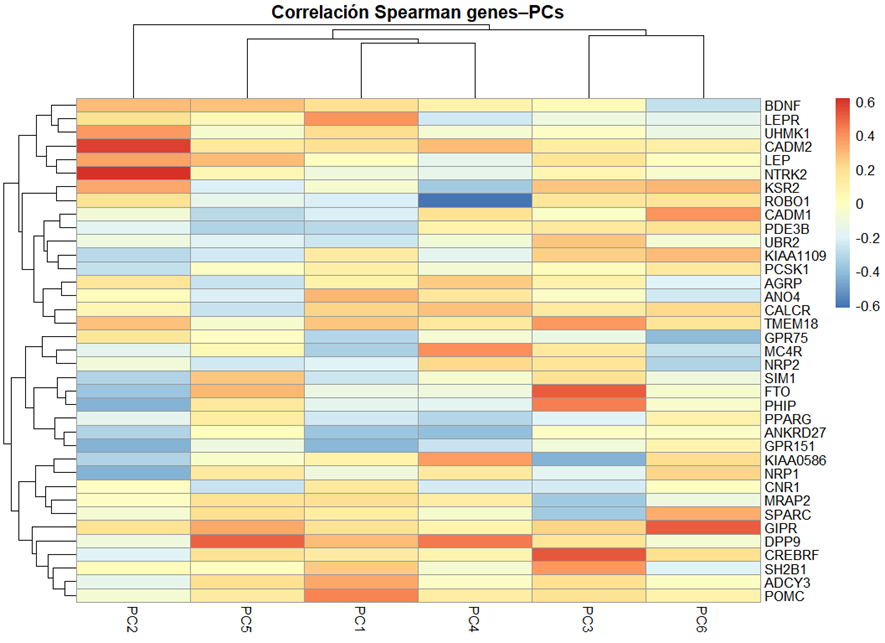 Correlación Spearman genes–PCs
0.6
0.4
0.2
0
-0.2
-0.4
-0.6
BDNF
LEPR
UHMK1
CADM2
LEP
NTRK2
KSR2
ROBO1
CADM1
PDE3B
UBR2
KIAA1109
PCSK1
AGRP
ANO4
CALCR
TMEM18
GPR75
MC4R
NRP2
SIM1
FTO
PHIP
PPARG
ANKRD27
GPR151
KIAA0586
NRP1
CNR1
MRAP2
SPARC
GIPR
DPP9
CREBRF
SH2B1
ADCY3
POMC
PC2
PC5
PC1
PC4
PC3
PC6